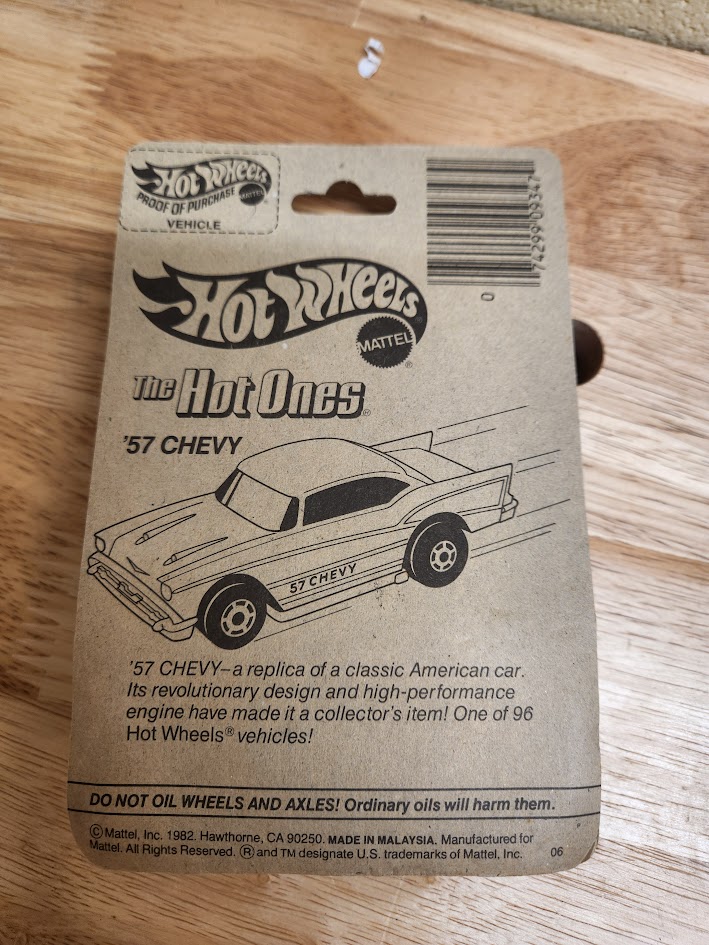 Hot Wheels
PROOF OF PURCHASE
MATTEL
VEHICLE
74299 09347
0
Hot Wheels
MATTEL
®
The Hot Ones®
'57 CHEVY
57 CHEVY
'57 CHEVY–a replica of a classic American car.
Its revolutionary design and high-performance
engine have made it a collector's item! One of 96
Hot Wheels® vehicles!
DO NOT OIL WHEELS AND AXLES! Ordinary oils will harm them.
©Mattel, Inc. 1982. Hawthorne, CA 90250. MADE IN MALAYSIA. Manufactured for
Mattel. All Rights Reserved. ® and TM designate U.S. trademarks of Mattel, Inc.
06